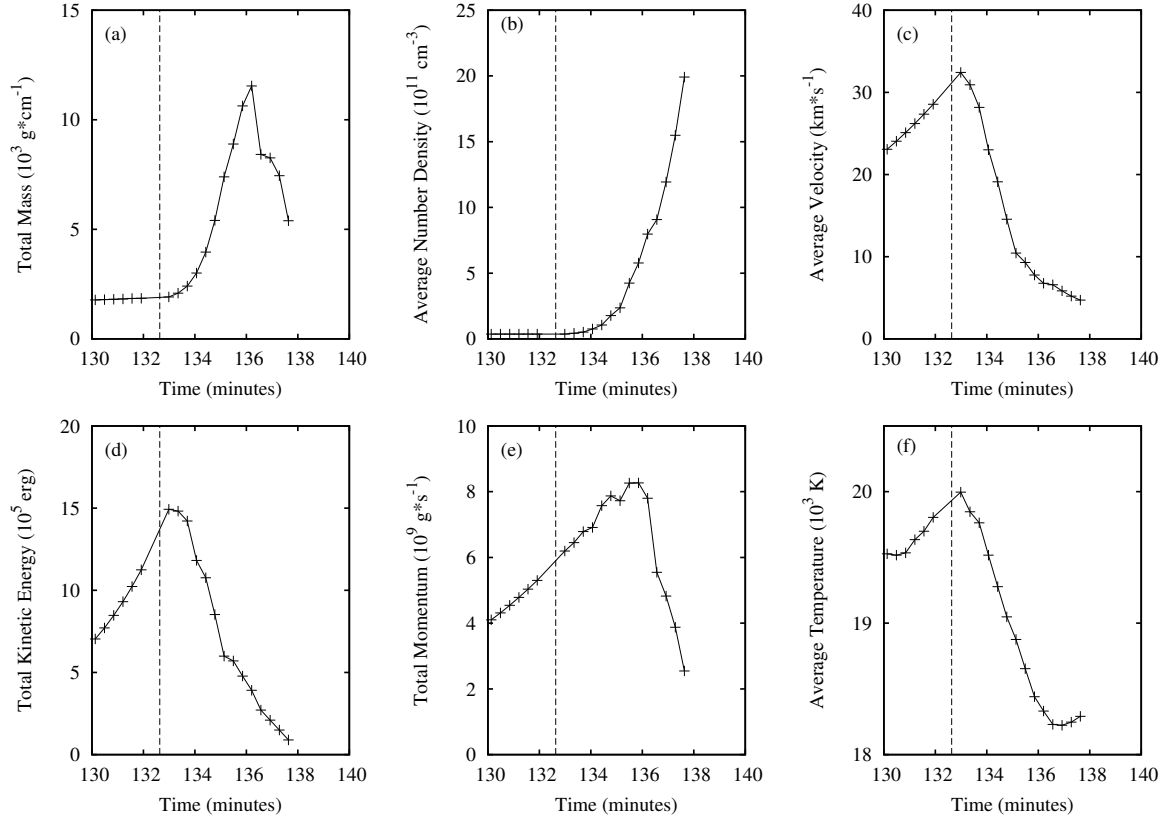 (a)
Total Mass (10³ g*cm⁻¹)
15
10
5
0
130 132 134 136 138 140
Time (minutes)
(b)
Average Number Density (10¹¹ cm⁻³)
25
20
15
10
5
0
130 132 134 136 138 140
Time (minutes)
(c)
Average Velocity (km*s⁻¹)
40
30
20
10
0
130 132 134 136 138 140
Time (minutes)
(d)
Total Kinetic Energy (10⁵ erg)
20
15
10
5
0
130 132 134 136 138 140
Time (minutes)
(e)
Total Momentum (10⁹ g*s⁻¹)
10
8
6
4
2
0
130 132 134 136 138 140
Time (minutes)
(f)
Average Temperature (10³ K)
20
19
18
130 132 134 136 138 140
Time (minutes)